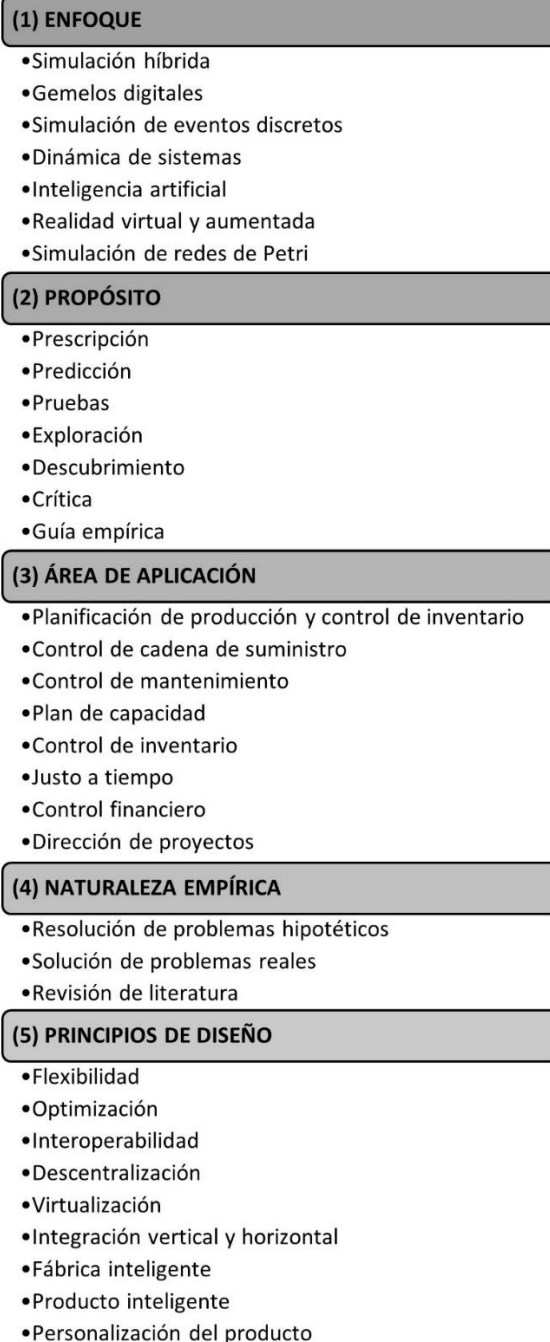 (1) ENFOQUE
•Simulación híbrida
•Gemelos digitales
•Simulación de eventos discretos
•Dinámica de sistemas
•Inteligencia artificial
•Realidad virtual y aumentada
•Simulación de redes de Petri
(2) PROPÓSITO
•Prescripción
•Predicción
•Pruebas
•Exploración
•Descubrimiento
•Crítica
•Guía empírica
(3) ÁREA DE APLICACIÓN
•Planificación de producción y control de inventario
•Control de cadena de suministro
•Control de mantenimiento
•Plan de capacidad
•Control de inventario
•Justo a tiempo
•Control financiero
•Dirección de proyectos
(4) NATURALEZA EMPÍRICA
•Resolución de problemas hipotéticos
•Solución de problemas reales
•Revisión de literatura
(5) PRINCIPIOS DE DISEÑO
•Flexibilidad
•Optimización
•Interoperabilidad
•Descentralización
•Virtualización
•Integración vertical y horizontal
•Fábrica inteligente
•Producto inteligente
•Personalización del producto